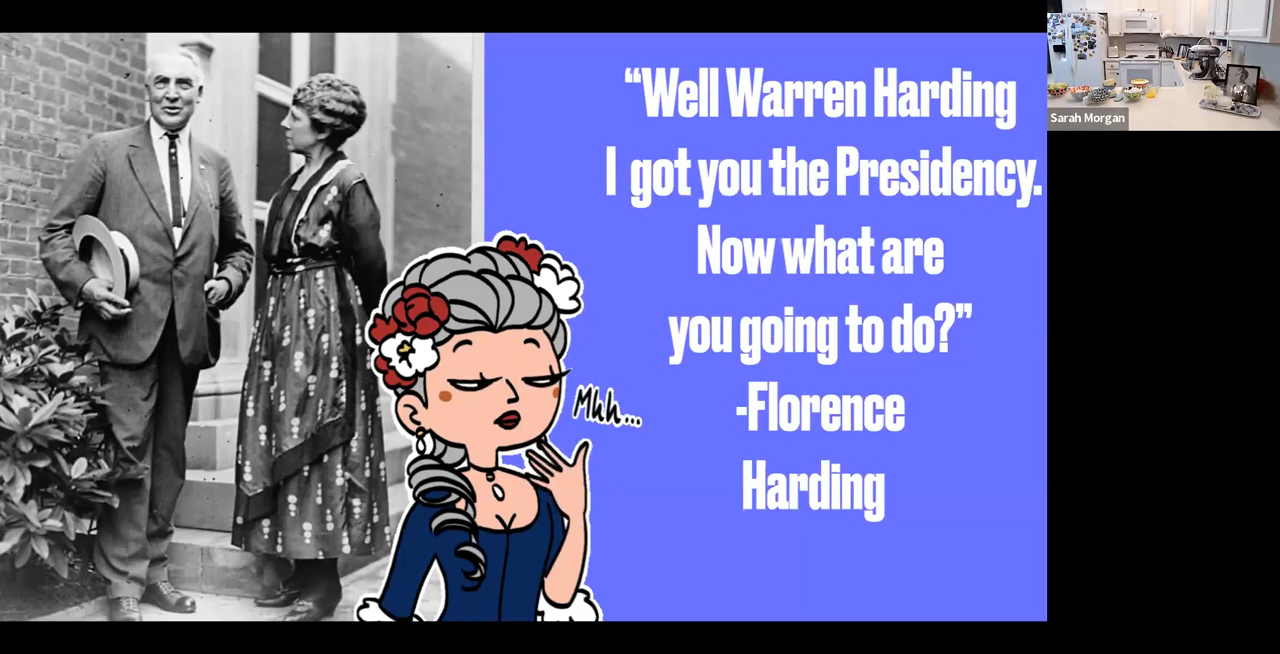 “Well Warren Harding
I got you the Presidency.
Now what are
you going to do?”
-Florence
Harding
Mhh...
Sarah Morgan